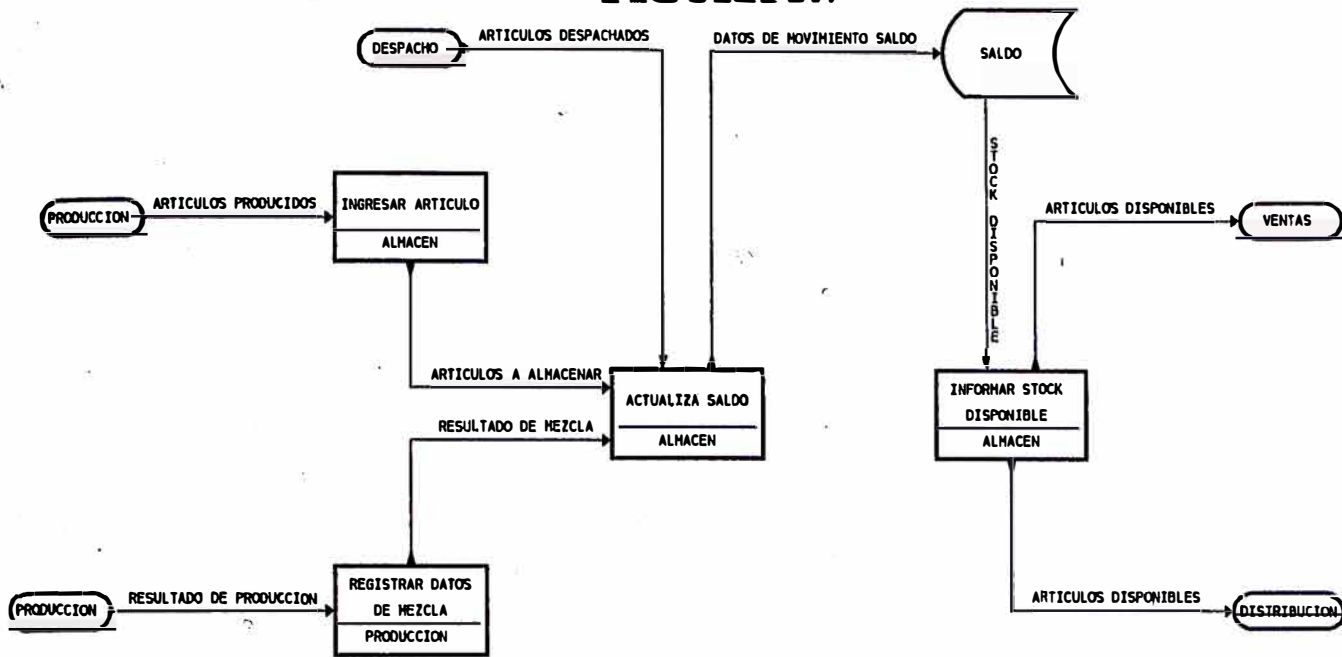 DESPACHO
ARTICULOS DESPACHADOS
DATOS DE MOVIMIENTO SALDO
SALDO
STOCK DISPONIBLE
PRODUCCION
ARTICULOS PRODUCIDOS
INGRESAR ARTICULO
ALMACEN
ARTICULOS DISPONIBLES
VENTAS
ARTICULOS A ALMACENAR
ACTUALIZA SALDO
ALMACEN
RESULTADO DE MEZCLA
INFORMAR STOCK
DISPONIBLE
ALMACEN
PRODUCCION
RESULTADO DE PRODUCCION
REGISTRAR DATOS
DE MEZCLA
PRODUCCION
ARTICULOS DISPONIBLES
DISTRIBUCION